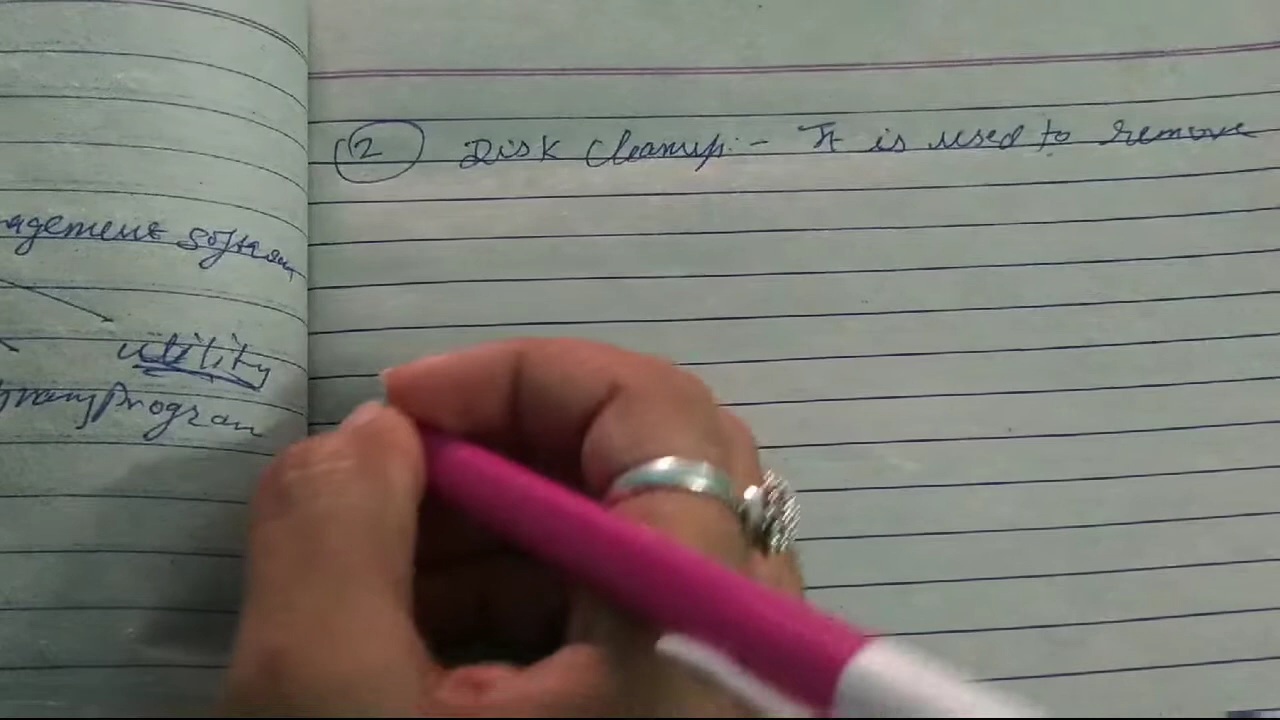 (2) Disk Cleanup:- It is used to remove
agement software
utility
Program